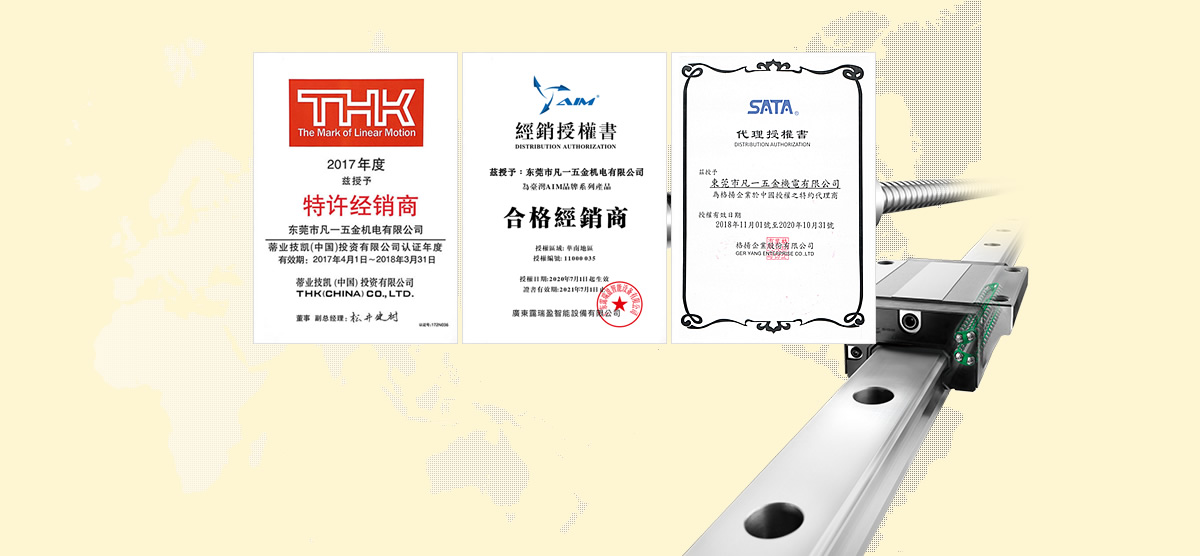 THK
The Mark of Linear Motion
2017年度
兹授予
特许经销商
东莞市凡一五金机电有限公司
蒂业技凯(中国)投资有限公司认证年度
有效期：2017年4月1日～2018年3月31日
蒂业技凯(中国)投资有限公司
THK(CHINA) CO.,LTD.
董事 副总经理：松井健树
AIM®
經銷授權書
DISTRIBUTION AUTHORIZATION
茲授予：东莞市凡一五金机电有限公司
為臺灣AIM品牌系列產品
合格經銷商
授權區域：華南地區
授權編號：11000 035
授權日期：2020年7月1日起生效
證書有效期：2021年7月1日止
廣東靄瑞盈智能設備有限公司
SATA®
代理授權書
DISTRIBUTION AUTHORIZATION
茲授予
東莞市凡一五金機電有限公司
為格揚企業於中國授權之特約代理商
授權有效日期
2018年11月01號至2020年10月31號
格揚企業股份有限公司
GER YANG ENTERPRISE CO.,LTD